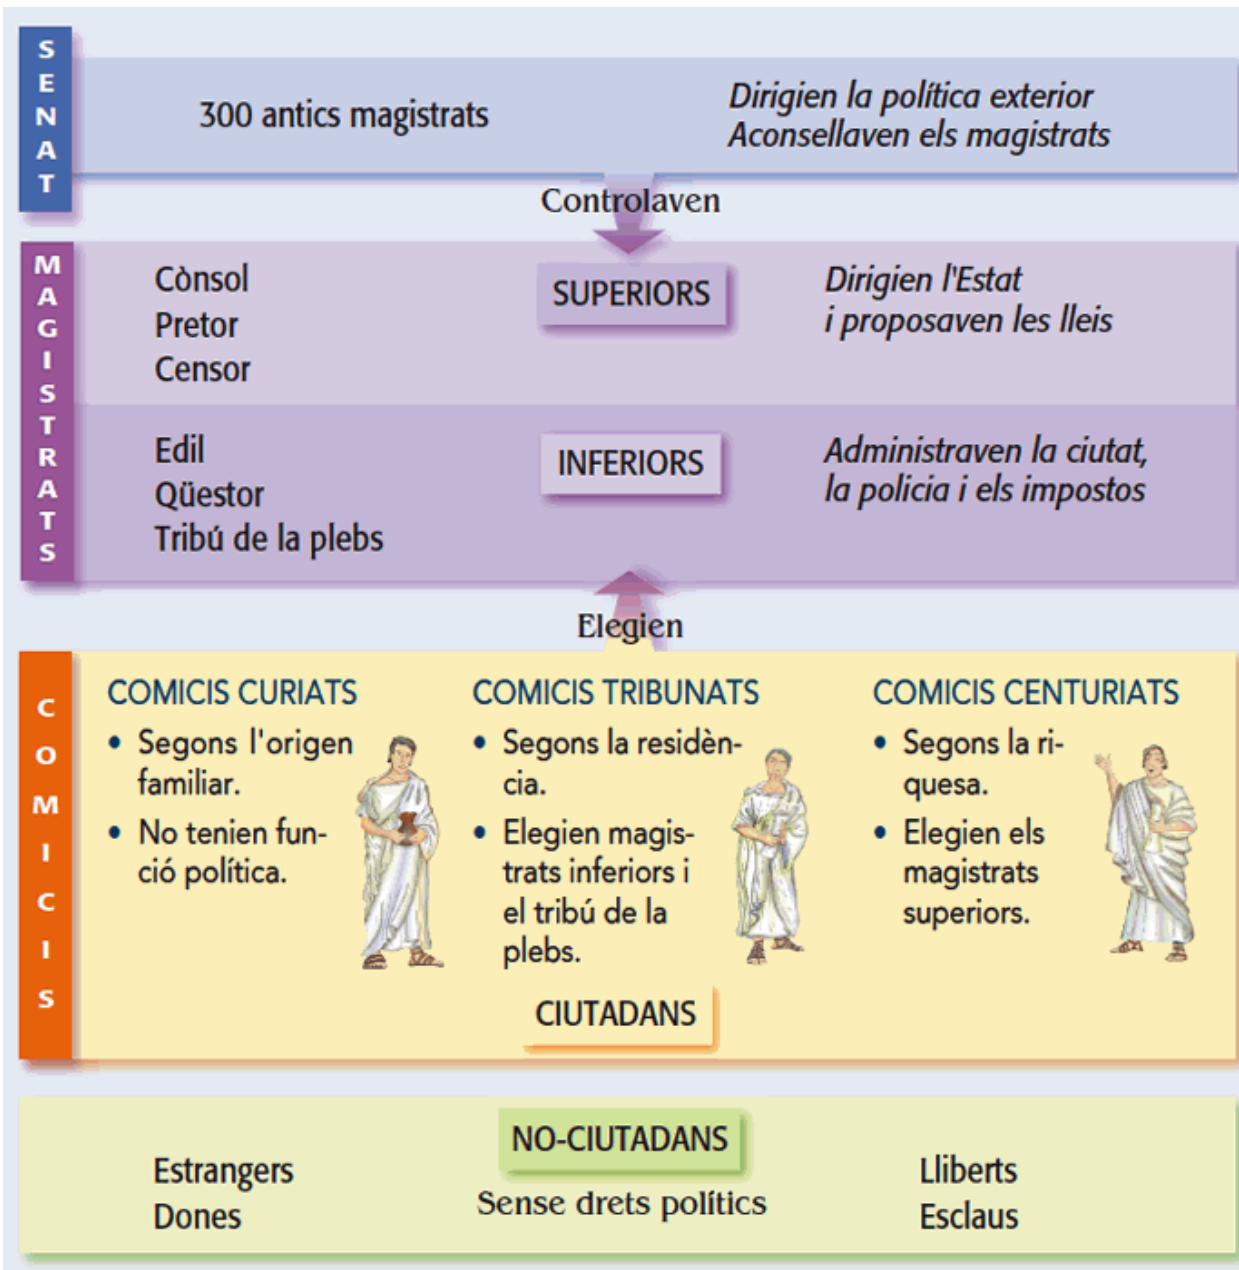 SENAT
300 antics magistrats
Dirigien la política exterior
Aconsellaven els magistrats
Controlaven
MAGISTRATS
Cònsol
Pretor
Censor
SUPERIORS
Dirigien l'Estat
i proposaven les lleis
Edil
Qüestor
Tribú de la plebs
INFERIORS
Administraven la ciutat,
la policia i els impostos
Elegien
COMICIS
COMICIS CURIATS
• Segons l'origen
familiar.
• No tenien fun-
ció política.
COMICIS TRIBUNATS
• Segons la residèn-
cia.
• Elegien magis-
trats inferiors i
el tribú de la
plebs.
COMICIS CENTURIATS
• Segons la ri-
quesa.
• Elegien els
magistrats
superiors.
CIUTADANS
NO-CIUTADANS
Sense drets polítics
Estrangers
Dones
Lliberts
Esclaus